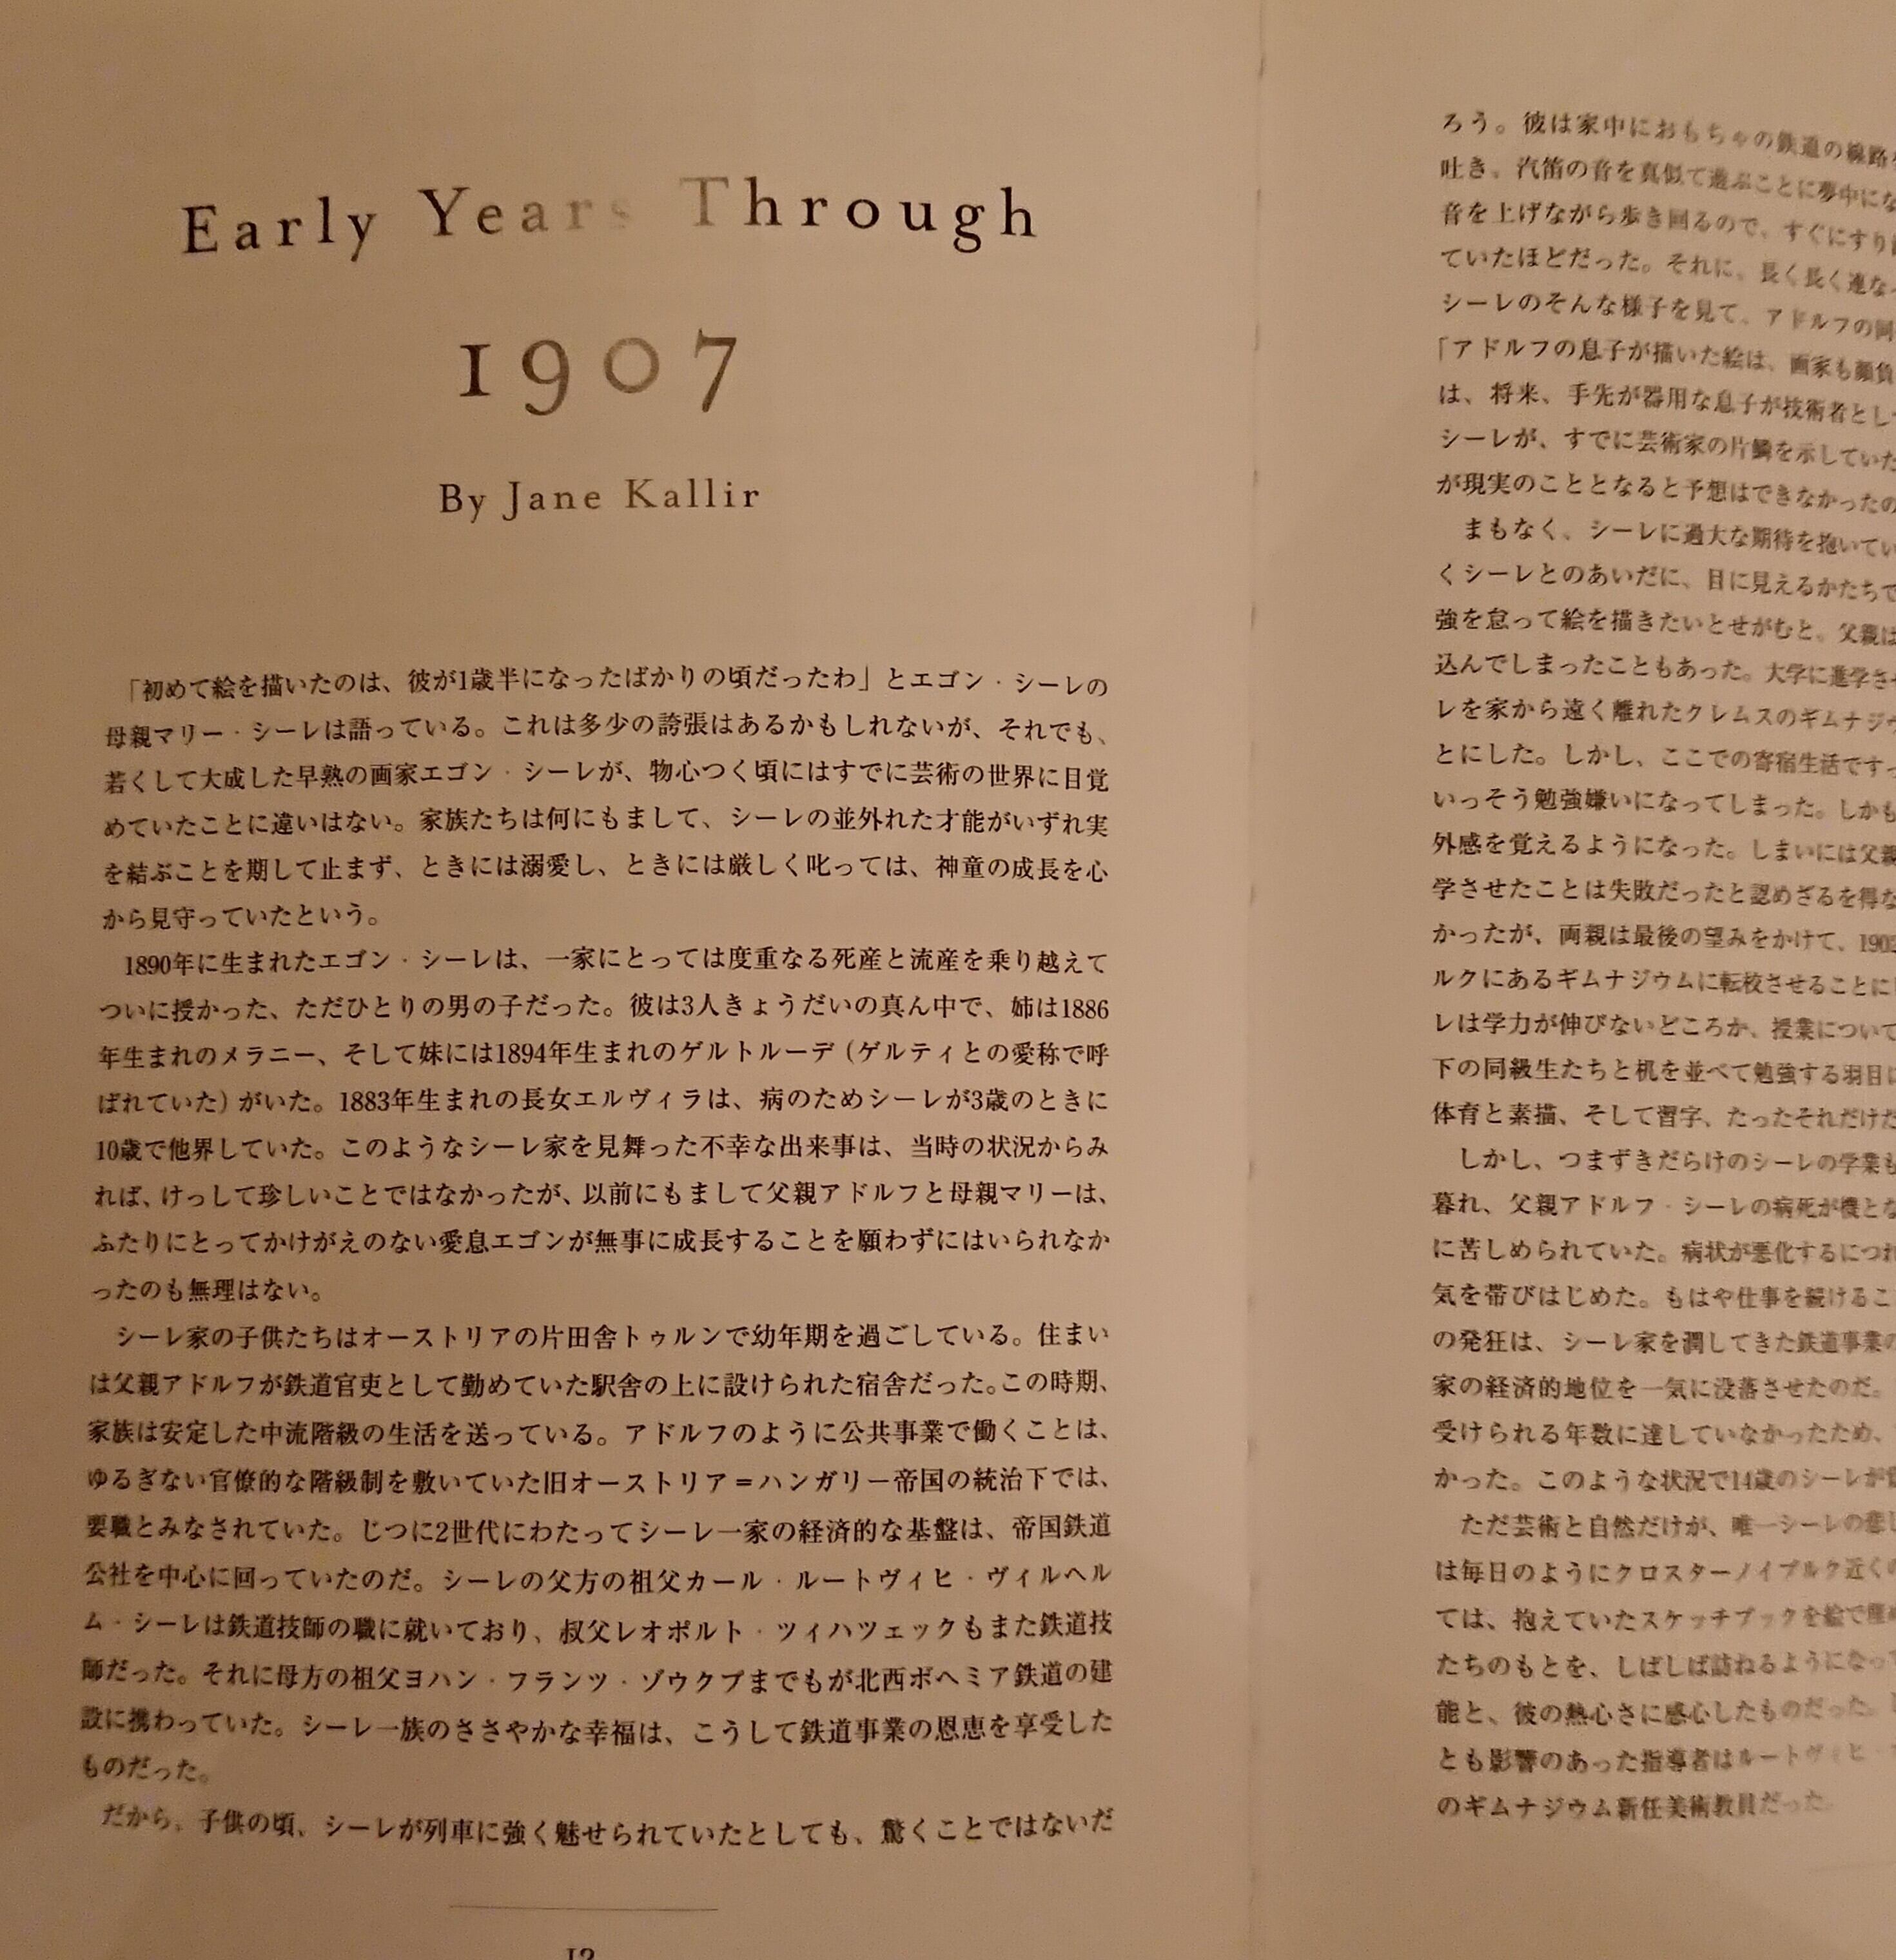 Early Years Through
1907
By Jane Kallir
「初めて絵を描いたのは、彼が1歳半になったばかりの頃だったわ」とエゴン・シーレの
母親マリー・シーレは語っている。これは多少の誇張はあるかもしれないが、それでも、
若くして大成した早熟の画家エゴン・シーレが、物心つく頃にはすでに芸術の世界に目覚
めていたことに違いはない。家族たちは何にもまして、シーレの並外れた才能がいずれ実
を結ぶことを期して止まず、ときには溺愛し、ときには厳しく叱っては、神童の成長を心
から見守っていたという。
1890年に生まれたエゴン・シーレは、一家にとっては度重なる死産と流産を乗り越えて
ついに授かった、ただひとりの男の子だった。彼は3人きょうだいの真ん中で、姉は1886
年生まれのメラニー、そして妹には1894年生まれのゲルトルーデ（ゲルティとの愛称で呼
ばれていた）がいた。1883年生まれの長女エルヴィラは、病のためシーレが3歳のときに
10歳で他界していた。このようなシーレ家を見舞った不幸な出来事は、当時の状況からみ
れば、けっして珍しいことではなかったが、以前にもまして父親アドルフと母親マリーは、
ふたりにとってかけがえのない愛息エゴンが無事に成長することを願わずにはいられなか
ったのも無理はない。
シーレ家の子供たちはオーストリアの片田舎トゥルンで幼年期を過ごしている。住まい
は父親アドルフが鉄道官吏として勤めていた駅舎の上に設けられた宿舎だった。この時期、
家族は安定した中流階級の生活を送っている。アドルフのように公共事業で働くことは、
ゆるぎない官僚的な階級制を敷いていた旧オーストリア＝ハンガリー帝国の統治下では、
要職とみなされていた。じつに2世代にわたってシーレ一家の経済的な基盤は、帝国鉄道
公社を中心に回っていたのだ。シーレの父方の祖父カール・ルートヴィヒ・ヴィルヘル
ム・シーレは鉄道技師の職に就いており、叔父レオポルト・ツィハツェックもまた鉄道技
師だった。それに母方の祖父ヨハン・フランツ・ゾウクプまでもが北西ボヘミア鉄道の建
設に携わっていた。シーレ一族のささやかな幸福は、こうして鉄道事業の恩恵を享受した
ものだった。
だから、子供の頃、シーレが列車に強く魅せられていたとしても、驚くことではないだ
ろう。彼は家中におもちゃの鉄道の線路
吐き、汽笛の音を真似て遊ぶことに夢中にな
音を上げながら歩き回るので、すぐにすり
ていたほどだった。それに、長く長く連な
シーレのそんな様子を見て、アドルフの同
「アドルフの息子が描いた絵は、画家も顔負
は、将来、手先が器用な息子が技術者とし
シーレが、すでに芸術家の片鱗を示していた
が現実のこととなると予想はできなかったの
まもなく、シーレに過大な期待を抱いてい
くシーレとのあいだに、目に見えるかたちで
強を怠って絵を描きたいとせがむと、父親は
込んでしまったこともあった。大学に進学さ
レを家から遠く離れたクレムスのギムナジウ
とにした。しかし、ここでの寄宿生活ですっ
いっそう勉強嫌いになってしまった。しかも
外感を覚えるようになった。しまいには父親
学させたことは失敗だったと認めざるを得な
かったが、両親は最後の望みをかけて、190
ルクにあるギムナジウムに転校させることに
レは学力が伸びないどころか、授業について
下の同級生たちと机を並べて勉強する羽目に
体育と素描、そして習字、たったそれだけだ
しかし、つまずきだらけのシーレの学業も
暮れ、父親アドルフ・シーレの病死が機とな
に苦しめられていた。病状が悪化するにつれ
気を帯びはじめた。もはや仕事を続けるこ
の発狂は、シーレ家を潤してきた鉄道事業の
家の経済的地位を一気に没落させたのだ。
受けられる年数に達していなかったため、
かった。このような状況で14歳のシーレが
ただ芸術と自然だけが、唯一シーレの悲し
は毎日のようにクロスターノイブルク近くの
ては、抱えていたスケッチブックを絵で埋め
たちのもとを、しばしば訪ねるようになっ
能と、彼の熱心さに感心したものだった。
とも影響のあった指導者はルートヴィヒ・
のギムナジウム新任美術教員だった。